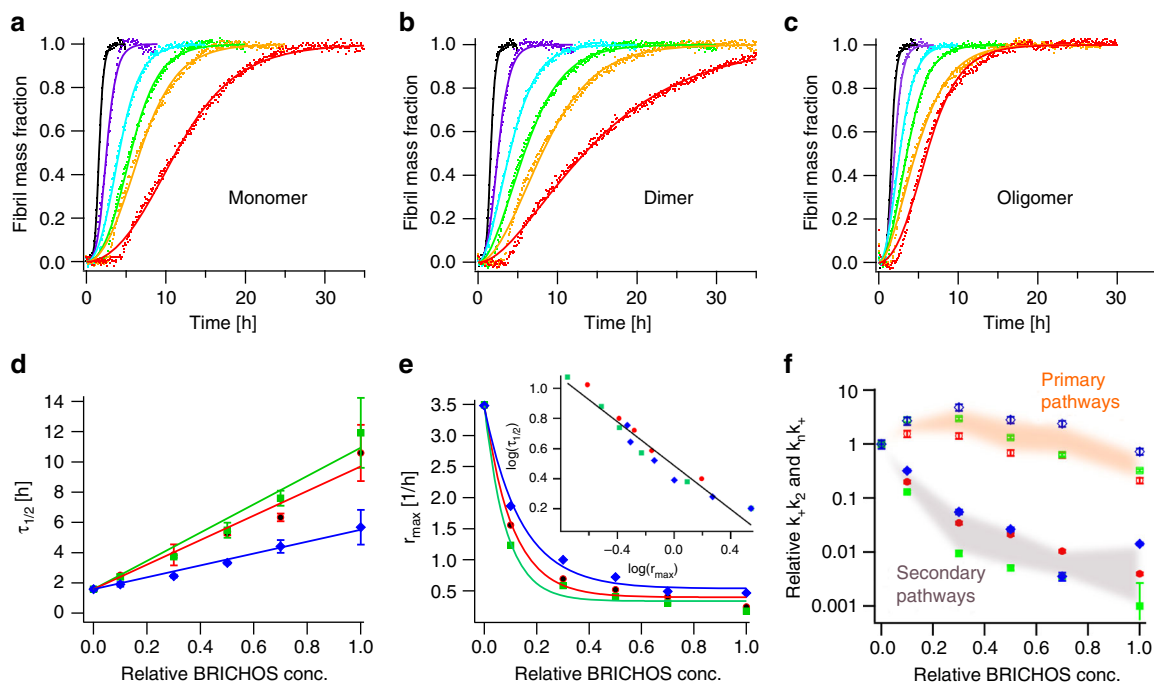 a
b
c
1.0
0.8
0.6
0.4
0.2
0.0
Fibril mass fraction
Monomer
0
10
20
30
Time [h]
1.0
0.8
0.6
0.4
0.2
0.0
Fibril mass fraction
Dimer
0
10
20
30
Time [h]
1.0
0.8
0.6
0.4
0.2
0.0
Fibril mass fraction
Oligomer
0
10
20
30
Time [h]
d
e
f
14
12
10
8
6
4
2
0
τ1/2 [h]
0.0 0.2 0.4 0.6 0.8 1.0
Relative BRICHOS conc.
3.5
3.0
2.5
2.0
1.5
1.0
0.5
rmax [1/h]
0.0 0.2 0.4 0.6 0.8 1.0
Relative BRICHOS conc.
1.0
0.8
0.6
0.4
0.2
log(τ1/2)
−0.4 0.0 0.4
log(rmax)
10
1
0.1
0.01
0.001
Relative k+k2 and knk+
Primary
pathways
Secondary
pathways
0.0 0.2 0.4 0.6 0.8 1.0
Relative BRICHOS conc.